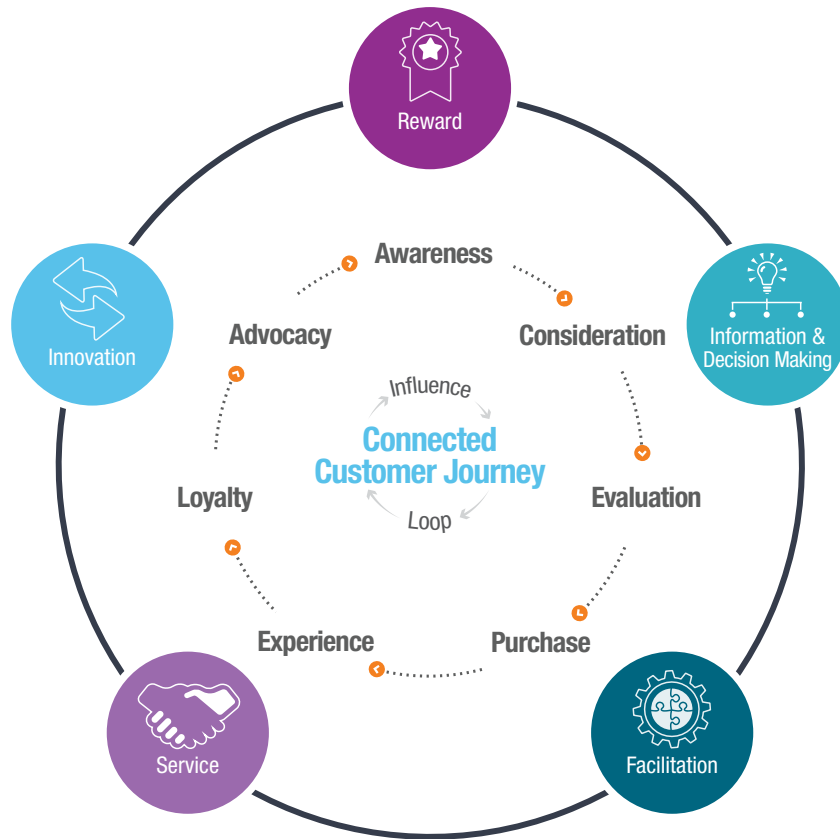 Reward
Awareness
Advocacy
Consideration
Innovation
Information &
Decision Making
Influence
Connected
Customer Journey
Loop
Loyalty
Evaluation
Experience
Purchase
Service
Facilitation